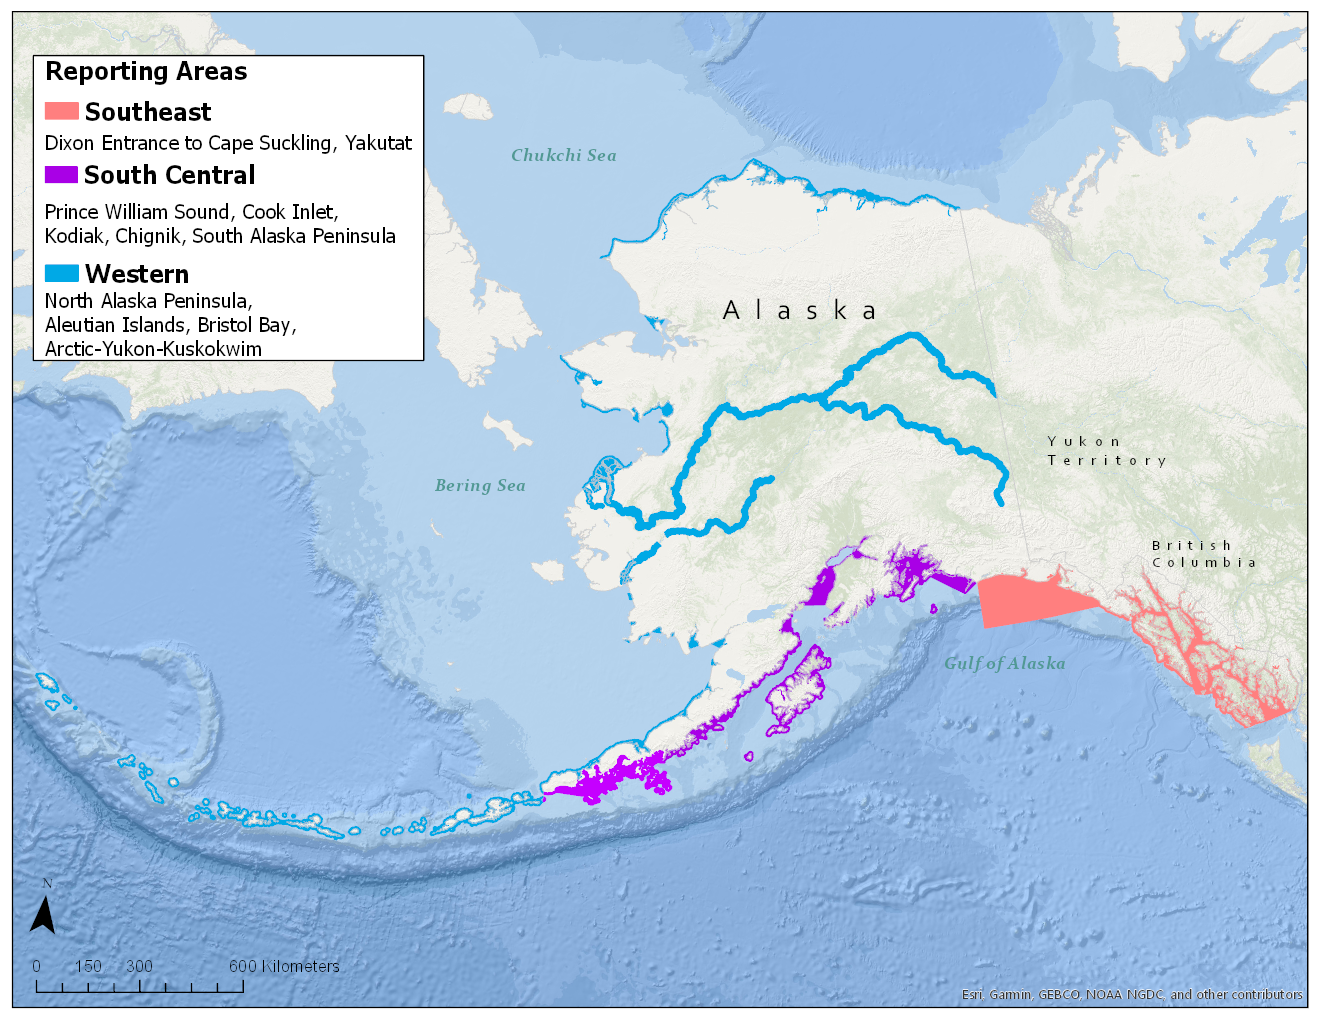 Reporting Areas
Southeast
Dixon Entrance to Cape Suckling, Yakutat
South Central
Prince William Sound, Cook Inlet,
Kodiak, Chignik, South Alaska Peninsula
Western
North Alaska Peninsula,
Aleutian Islands, Bristol Bay,
Arctic-Yukon-Kuskokwim
Chukchi Sea
Alaska
Yukon
Territory
Bering Sea
British
Columbia
Gulf of Alaska
N
0 150 300 600 Kilometers
Esri, Garmin, GEBCO, NOAA NGDC, and other contributors